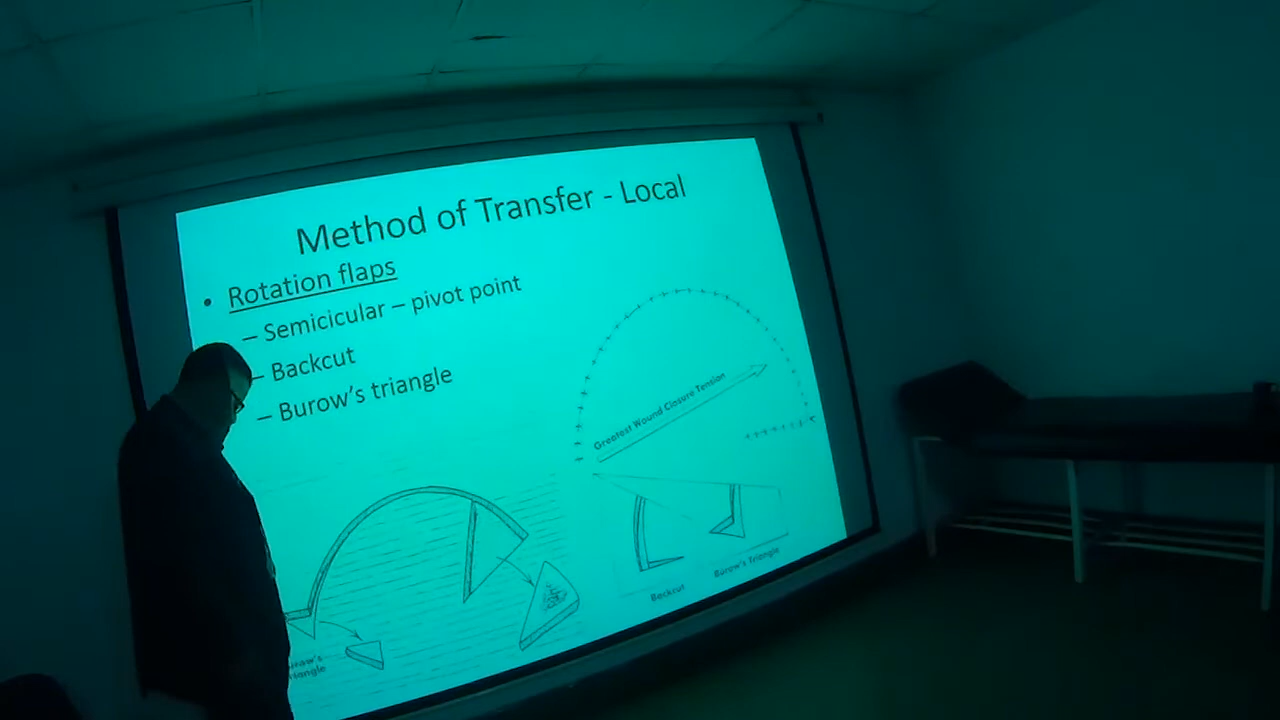 Method of Transfer - Local
• Rotation flaps
– Semicicular – pivot point
– Backcut
– Burow's triangle
Greatest Wound Closure Tension
Backcut
Burow's Triangle